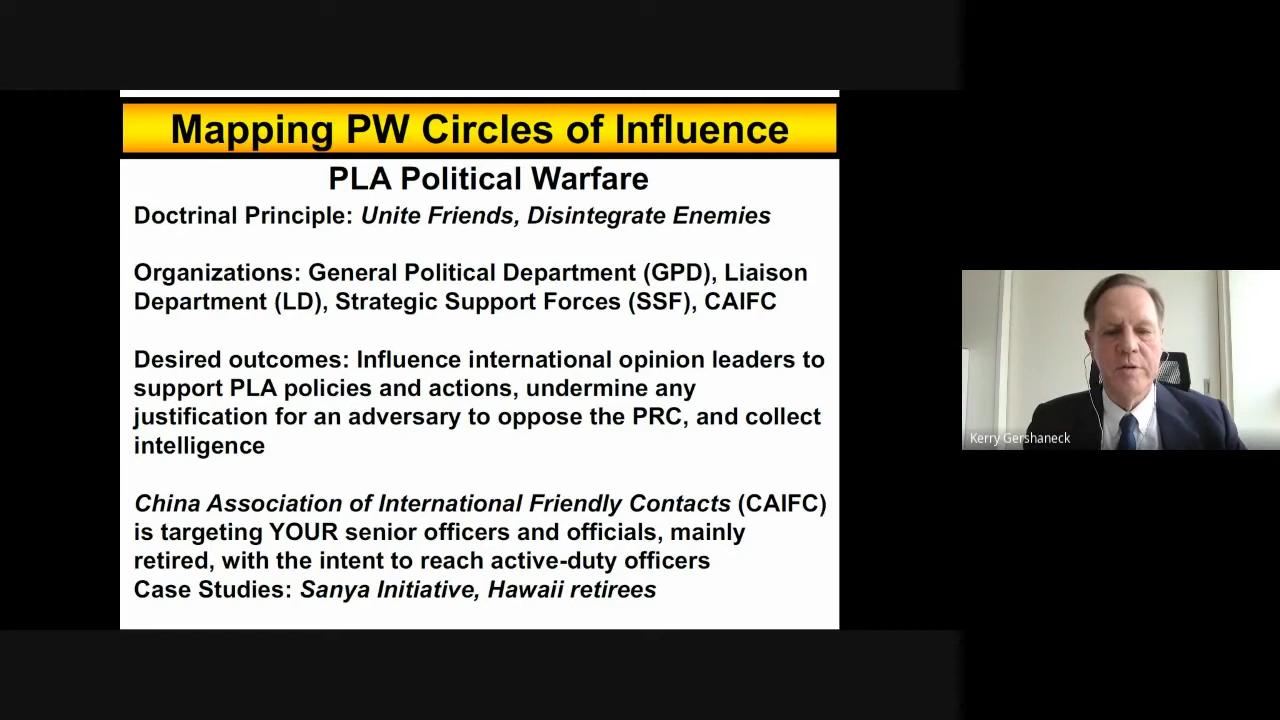 Mapping PW Circles of Influence
PLA Political Warfare
Doctrinal Principle: Unite Friends, Disintegrate Enemies
Organizations: General Political Department (GPD), Liaison
Department (LD), Strategic Support Forces (SSF), CAIFC
Desired outcomes: Influence international opinion leaders to
support PLA policies and actions, undermine any
justification for an adversary to oppose the PRC, and collect
intelligence
China Association of International Friendly Contacts (CAIFC)
is targeting YOUR senior officers and officials, mainly
retired, with the intent to reach active-duty officers
Case Studies: Sanya Initiative, Hawaii retirees
Kerry Gershaneck